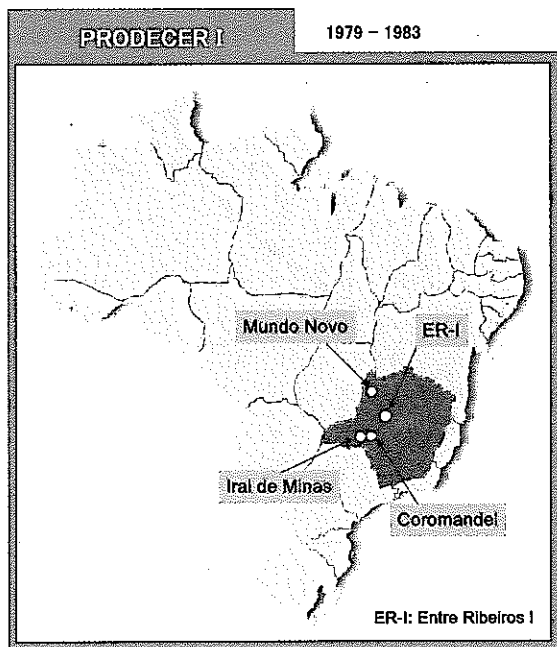 PRODECER I
1979 - 1983
Mundo Novo
ER-I
Iraí de Minas
Coromandel
ER-I: Entre Ribeiros I